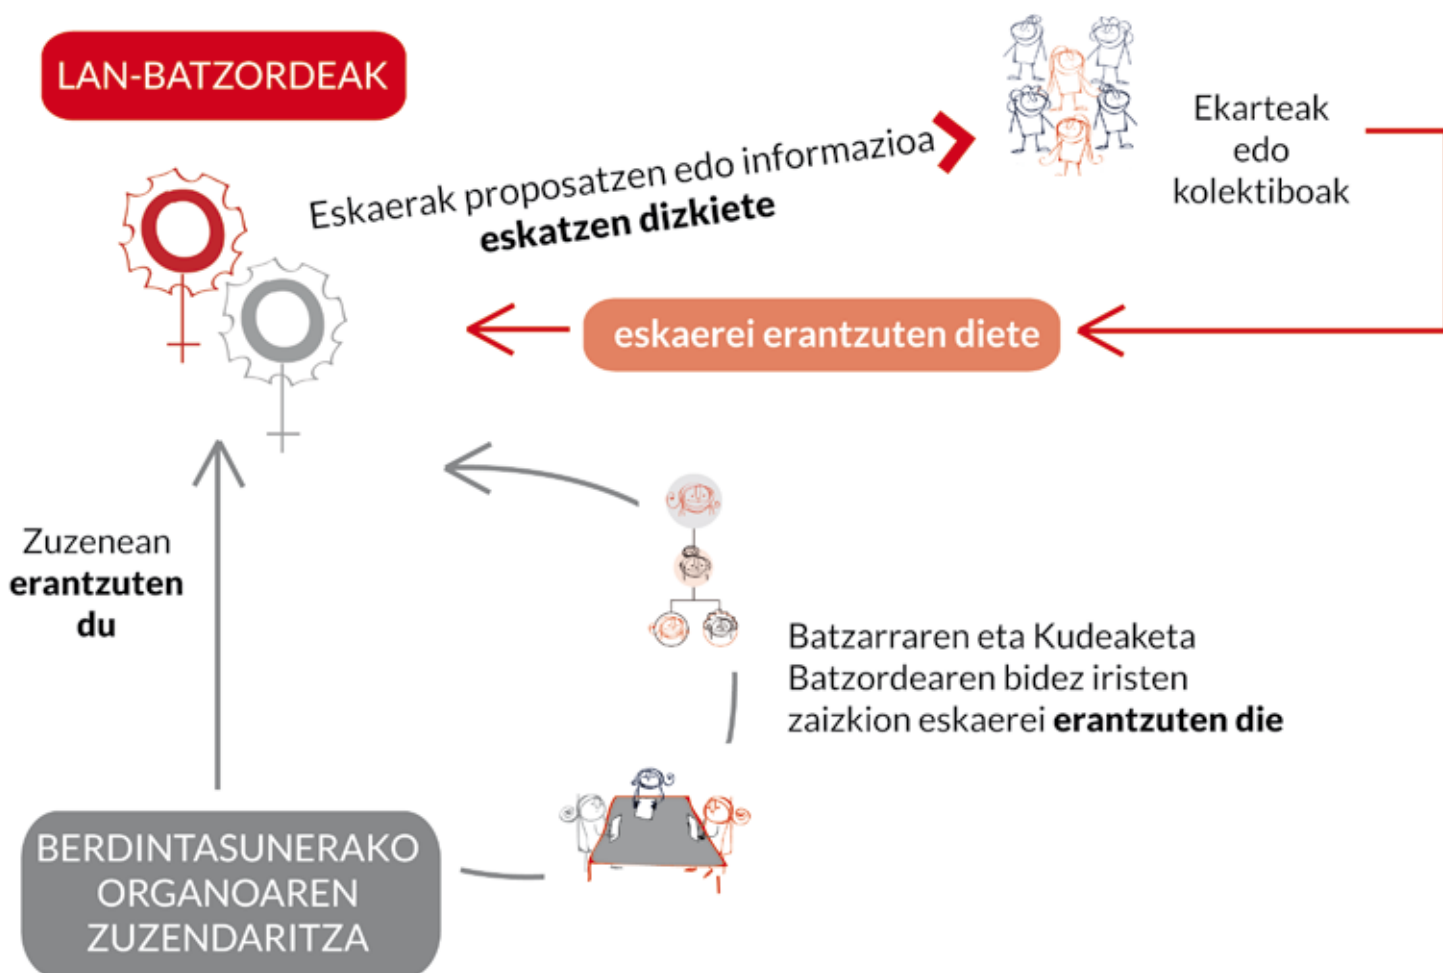 LAN-BATZORDEAK
Eskaerak proposatzen edo informazioa
eskatzen dizkiete
Ekarteak
edo
kolektiboak
eskaerei erantzuten diete
Zuzenean
erantzuten
du
Batzarraren eta Kudeaketa
Batzordearen bidez iristen
zaizkion eskaerei erantzuten die
BERDINTASUNERAKO
ORGANOAREN
ZUZENDARITZA